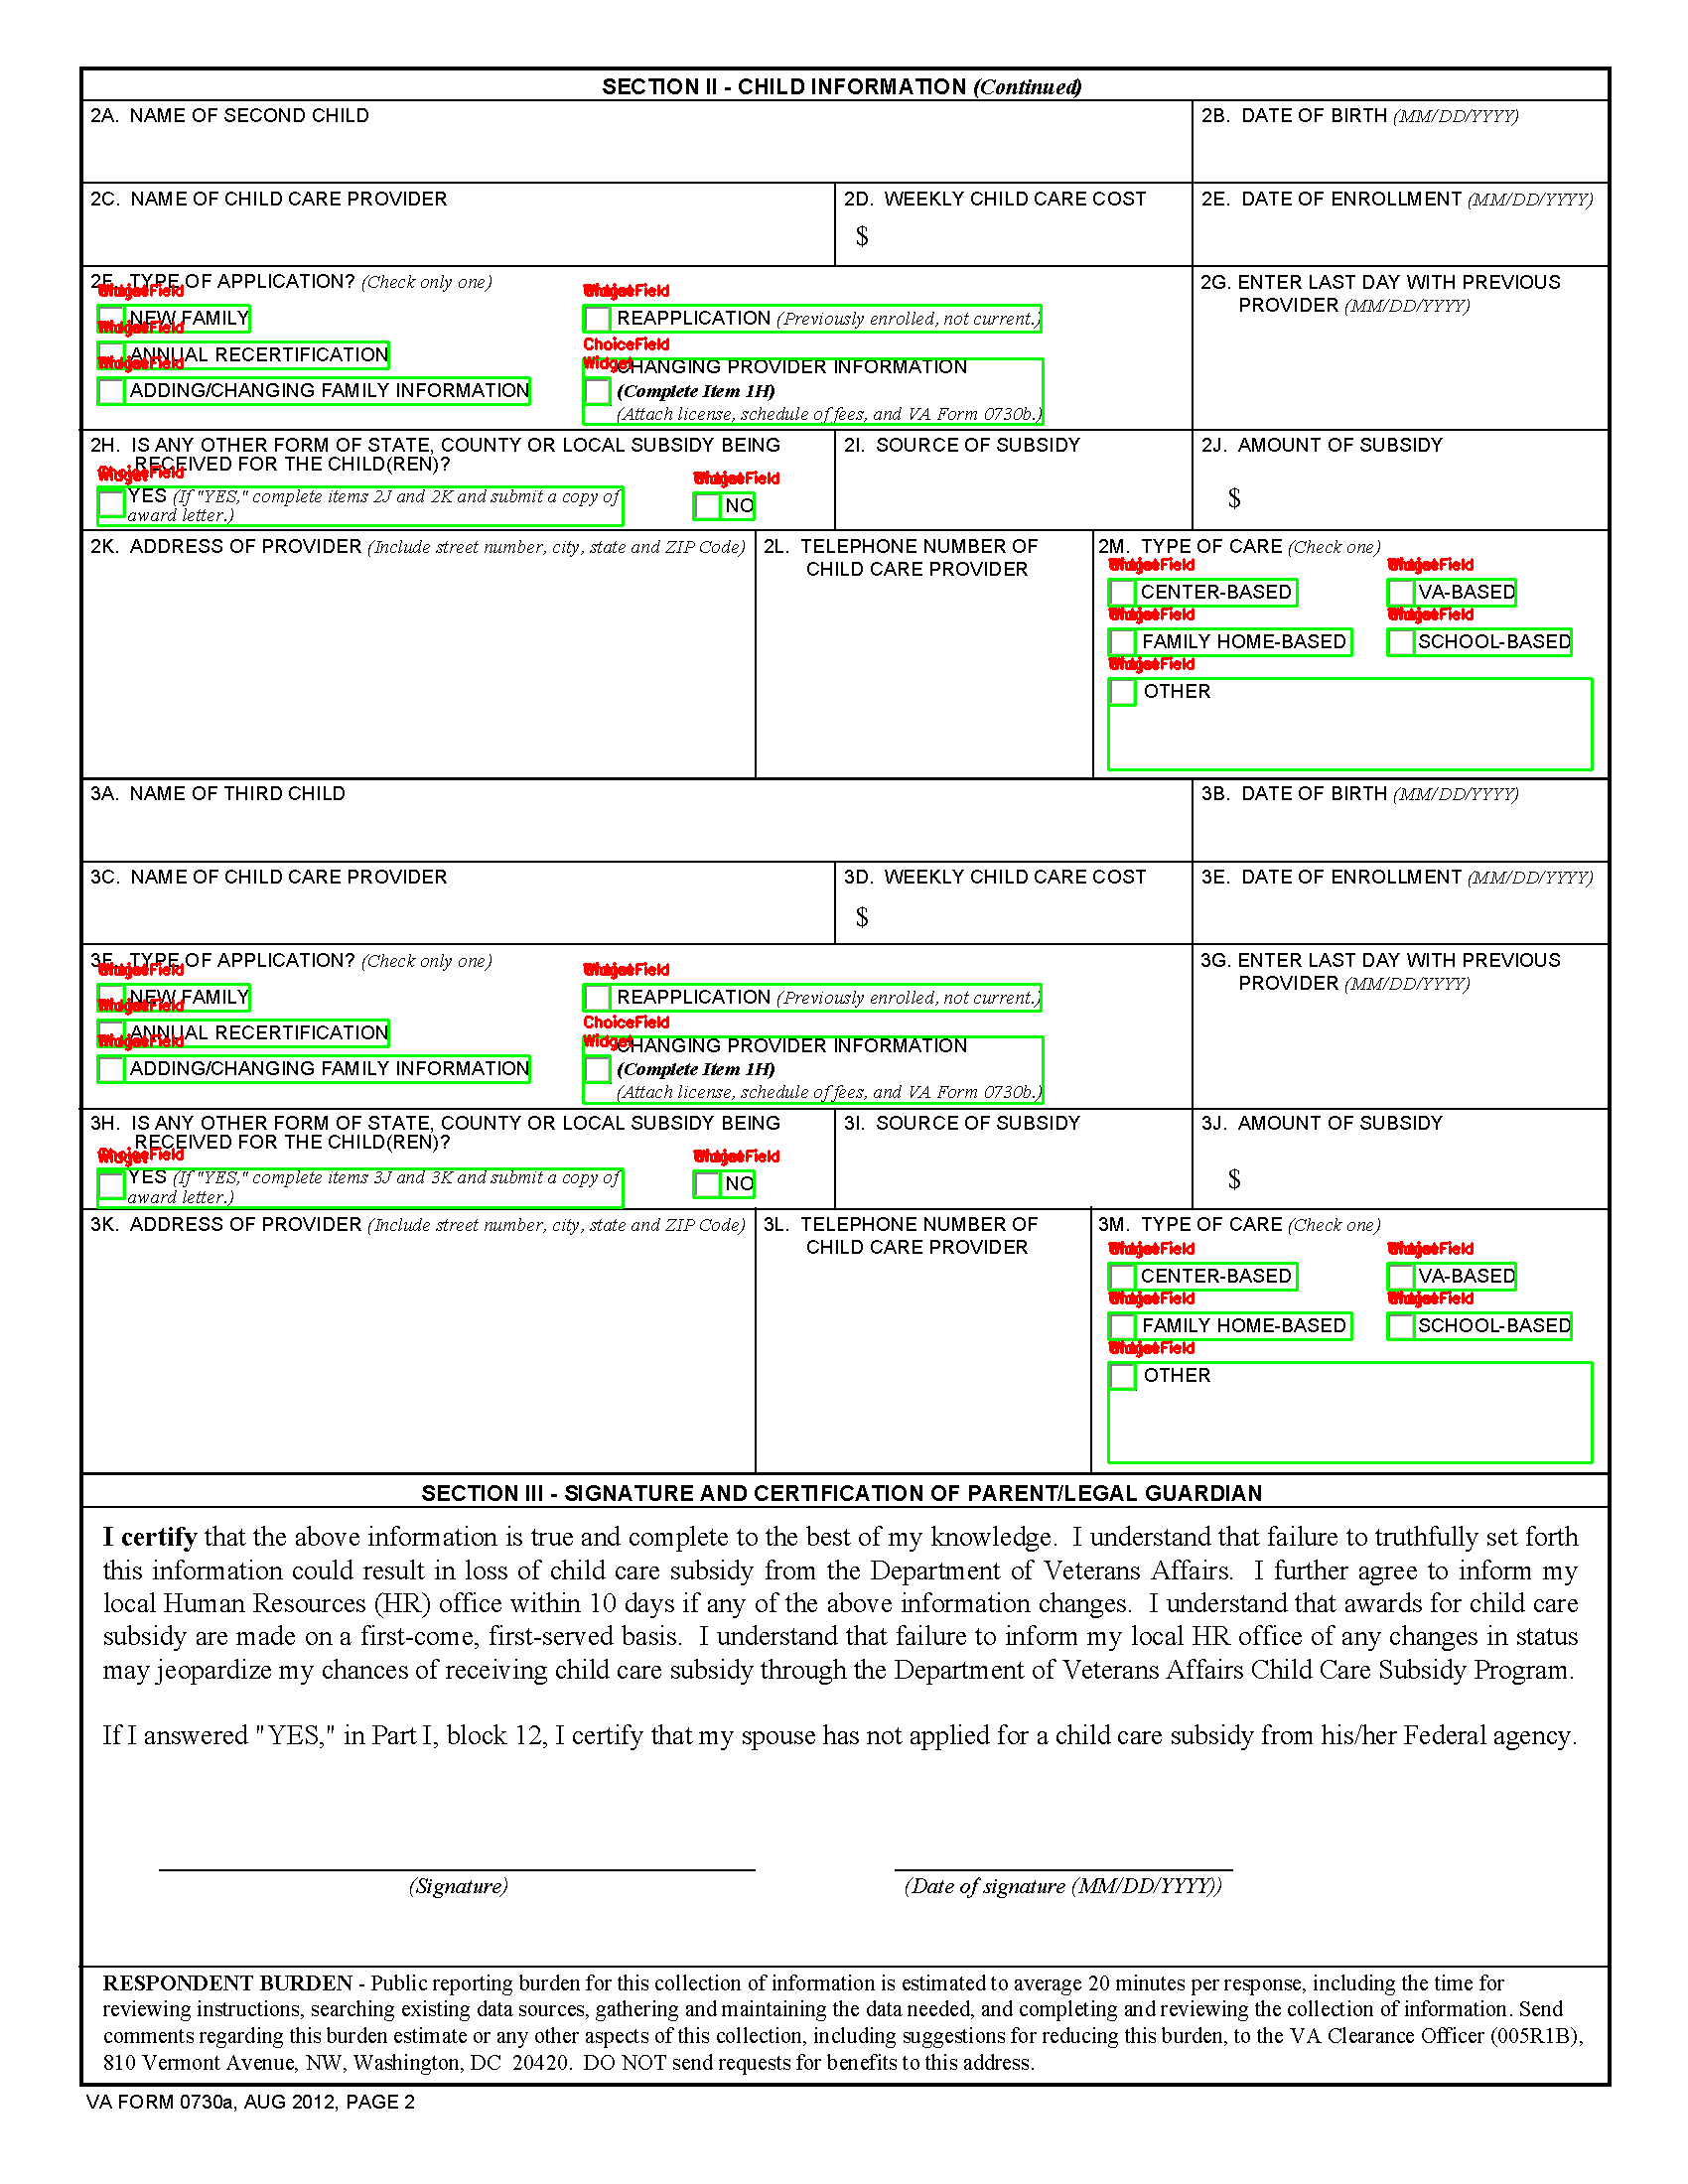 SECTION II - CHILD INFORMATION (Continued)
2A. NAME OF SECOND CHILD
2B. DATE OF BIRTH (MM/DD/YYYY)
2C. NAME OF CHILD CARE PROVIDER
2D. WEEKLY CHILD CARE COST
$
2E. DATE OF ENROLLMENT (MM/DD/YYYY)
2F. TYPE OF APPLICATION? (Check only one)
NEW FAMILY
ANNUAL RECERTIFICATION
ADDING/CHANGING FAMILY INFORMATION
REAPPLICATION (Previously enrolled, not current.)
ChoiceField
Widget
CHANGING PROVIDER INFORMATION
(Complete Item 1H)
(Attach license, schedule of fees, and VA Form 0730b.)
2G. ENTER LAST DAY WITH PREVIOUS
PROVIDER (MM/DD/YYYY)
2H. IS ANY OTHER FORM OF STATE, COUNTY OR LOCAL SUBSIDY BEING
RECEIVED FOR THE CHILD(REN)?
YES (If "YES," complete items 2J and 2K and submit a copy of
award letter.)
NO
2I. SOURCE OF SUBSIDY
2J. AMOUNT OF SUBSIDY
$
2K. ADDRESS OF PROVIDER (Include street number, city, state and ZIP Code)
2L. TELEPHONE NUMBER OF
CHILD CARE PROVIDER
2M. TYPE OF CARE (Check one)
CENTER-BASED
VA-BASED
FAMILY HOME-BASED
SCHOOL-BASED
OTHER
3A. NAME OF THIRD CHILD
3B. DATE OF BIRTH (MM/DD/YYYY)
3C. NAME OF CHILD CARE PROVIDER
3D. WEEKLY CHILD CARE COST
$
3E. DATE OF ENROLLMENT (MM/DD/YYYY)
3F. TYPE OF APPLICATION? (Check only one)
NEW FAMILY
ANNUAL RECERTIFICATION
ADDING/CHANGING FAMILY INFORMATION
REAPPLICATION (Previously enrolled, not current.)
ChoiceField
Widget
CHANGING PROVIDER INFORMATION
(Complete Item 1H)
(Attach license, schedule of fees, and VA Form 0730b.)
3G. ENTER LAST DAY WITH PREVIOUS
PROVIDER (MM/DD/YYYY)
3H. IS ANY OTHER FORM OF STATE, COUNTY OR LOCAL SUBSIDY BEING
RECEIVED FOR THE CHILD(REN)?
YES (If "YES," complete items 3J and 3K and submit a copy of
award letter.)
NO
3I. SOURCE OF SUBSIDY
3J. AMOUNT OF SUBSIDY
$
3K. ADDRESS OF PROVIDER (Include street number, city, state and ZIP Code)
3L. TELEPHONE NUMBER OF
CHILD CARE PROVIDER
3M. TYPE OF CARE (Check one)
CENTER-BASED
VA-BASED
FAMILY HOME-BASED
SCHOOL-BASED
OTHER
SECTION III - SIGNATURE AND CERTIFICATION OF PARENT/LEGAL GUARDIAN
I certify that the above information is true and complete to the best of my knowledge. I understand that failure to truthfully set forth
this information could result in loss of child care subsidy from the Department of Veterans Affairs. I further agree to inform my
local Human Resources (HR) office within 10 days if any of the above information changes. I understand that awards for child care
subsidy are made on a first-come, first-served basis. I understand that failure to inform my local HR office of any changes in status
may jeopardize my chances of receiving child care subsidy through the Department of Veterans Affairs Child Care Subsidy Program.
If I answered "YES," in Part I, block 12, I certify that my spouse has not applied for a child care subsidy from his/her Federal agency.
(Signature)
(Date of signature (MM/DD/YYYY))
RESPONDENT BURDEN - Public reporting burden for this collection of information is estimated to average 20 minutes per response, including the time for
reviewing instructions, searching existing data sources, gathering and maintaining the data needed, and completing and reviewing the collection of information. Send
comments regarding this burden estimate or any other aspects of this collection, including suggestions for reducing this burden, to the VA Clearance Officer (005R1B),
810 Vermont Avenue, NW, Washington, DC 20420. DO NOT send requests for benefits to this address.
VA FORM 0730a, AUG 2012, PAGE 2